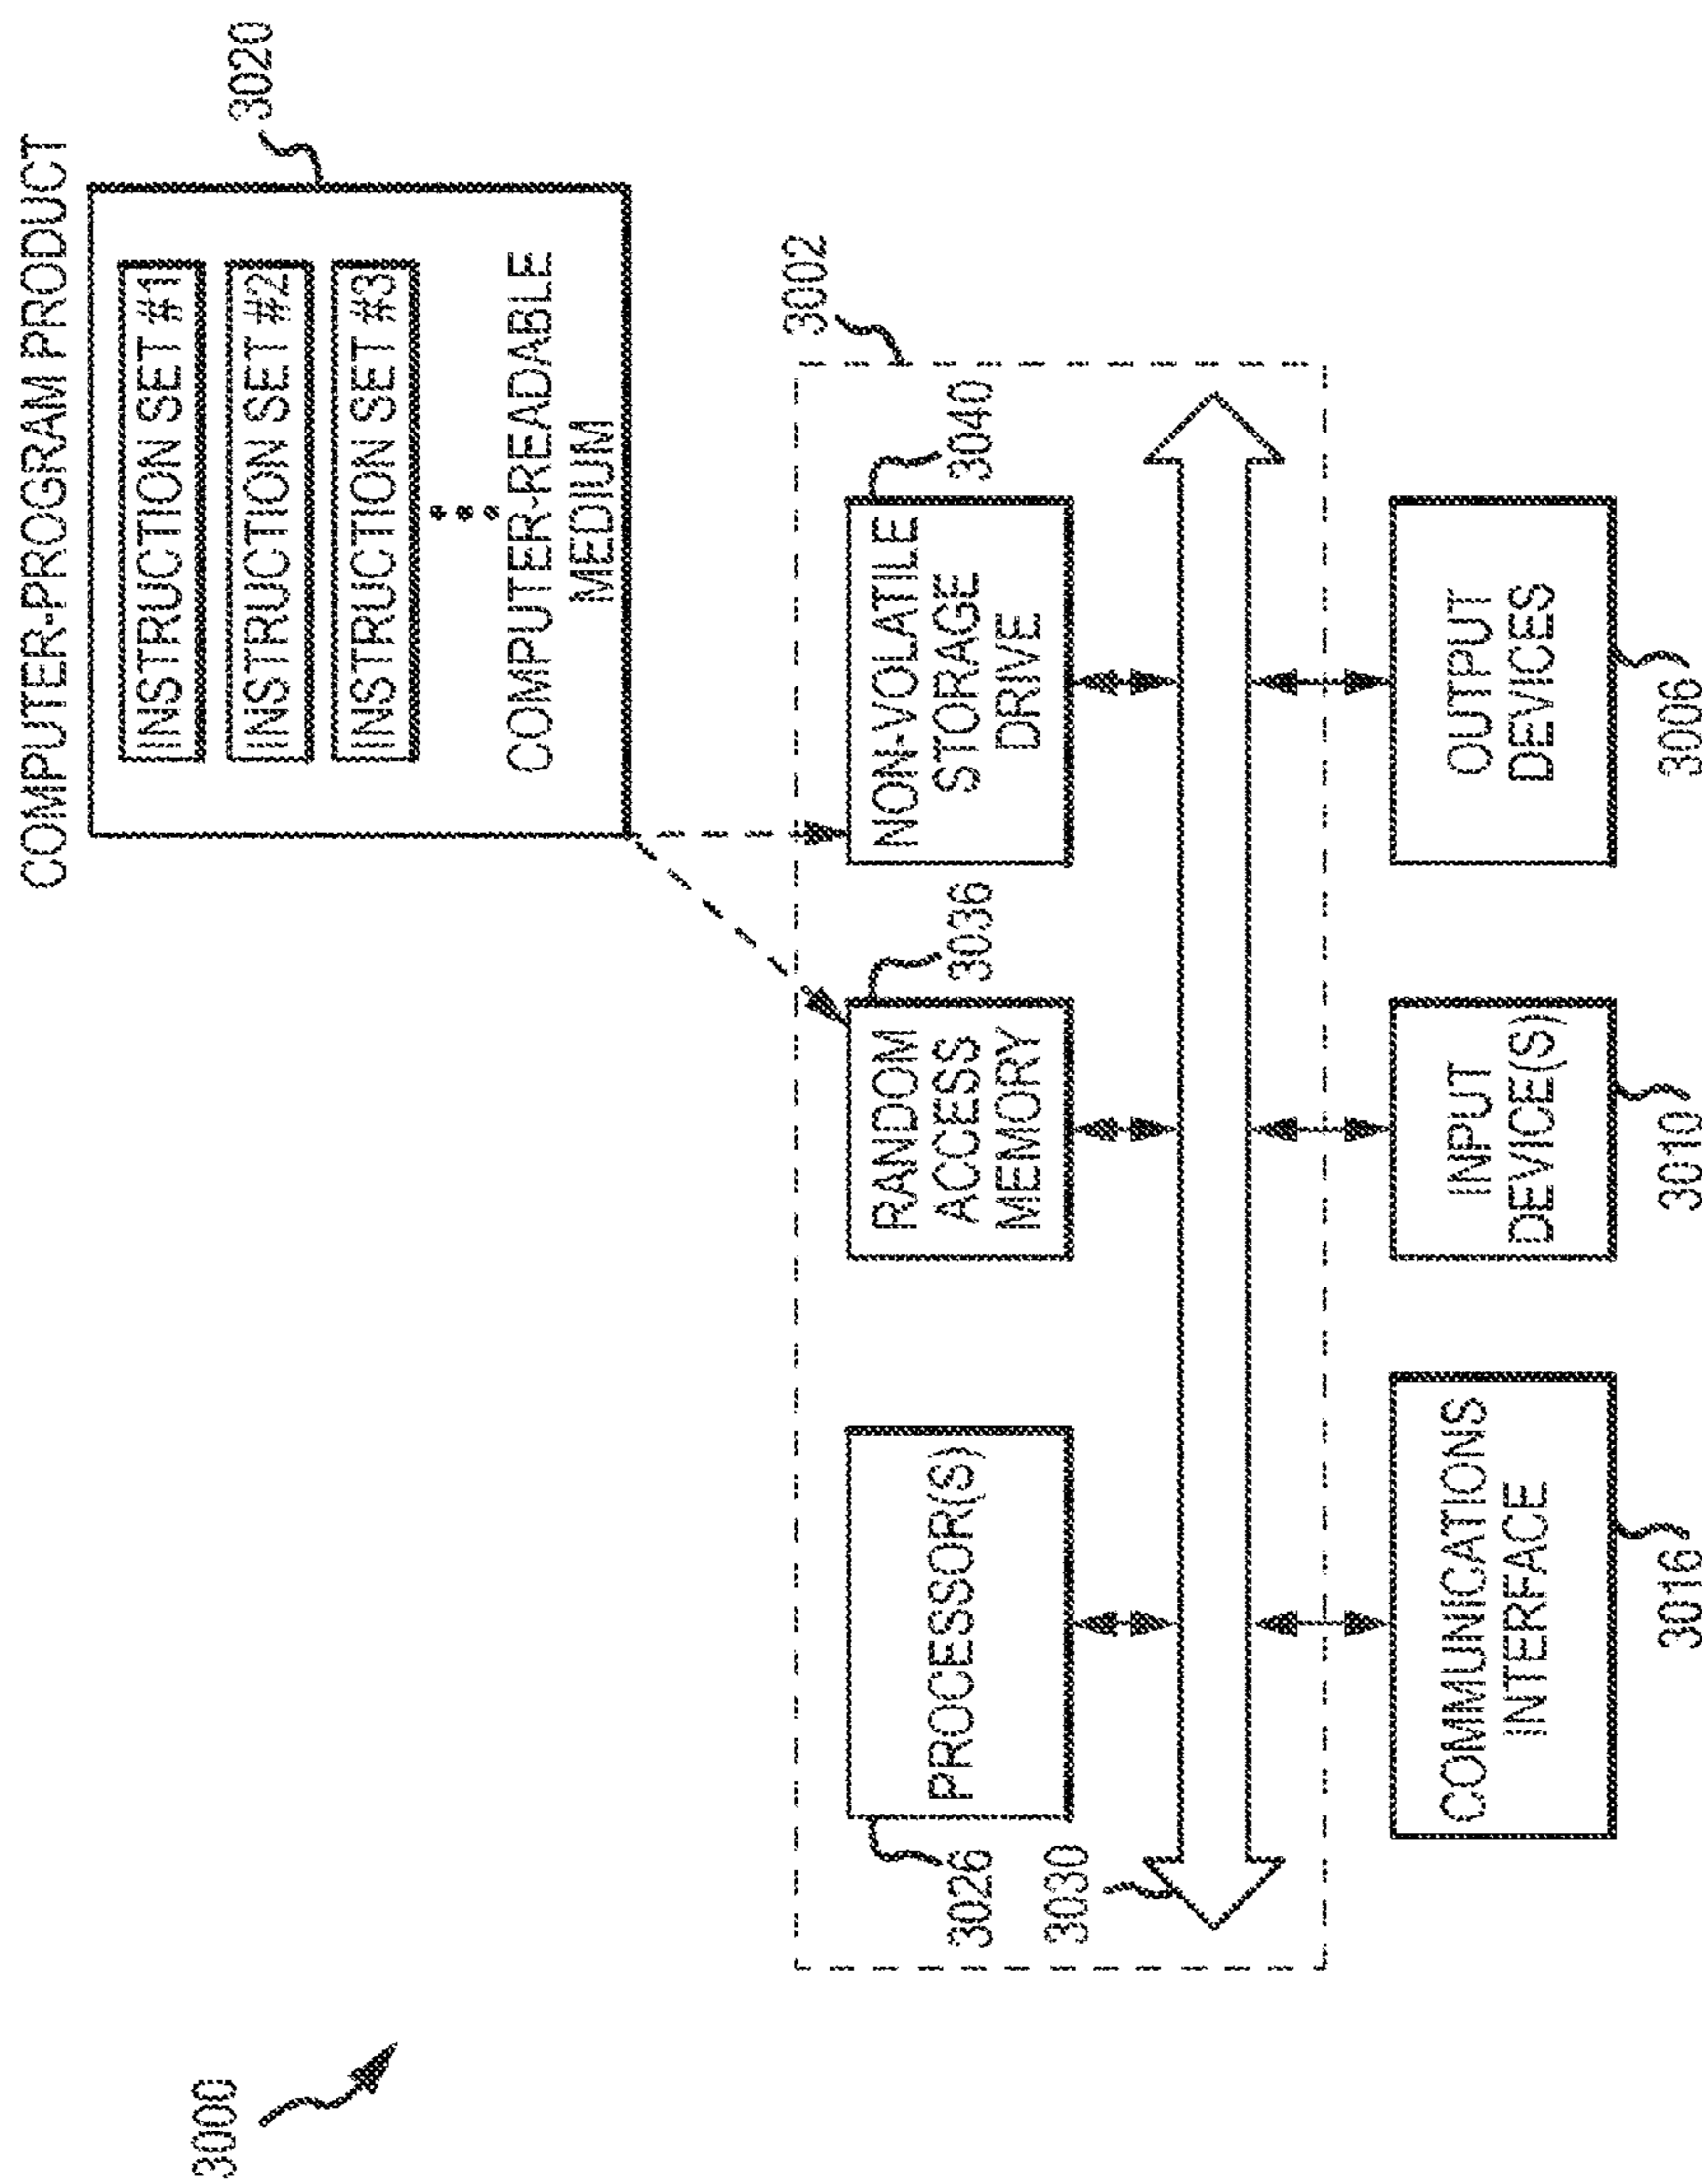 3000
COMPUTER-PROGRAM PRODUCT
INSTRUCTION SET #1
INSTRUCTION SET #2
INSTRUCTION SET #3
COMPUTER-READABLE
MEDIUM
3020
3002
PROCESSOR(S)
3026
RANDOM
ACCESS
MEMORY
3036
NON-VOLATILE
STORAGE
DRIVE
3040
3030
COMMUNICATIONS
INTERFACE
3016
INPUT
DEVICE(S)
3010
OUTPUT
DEVICES
3006